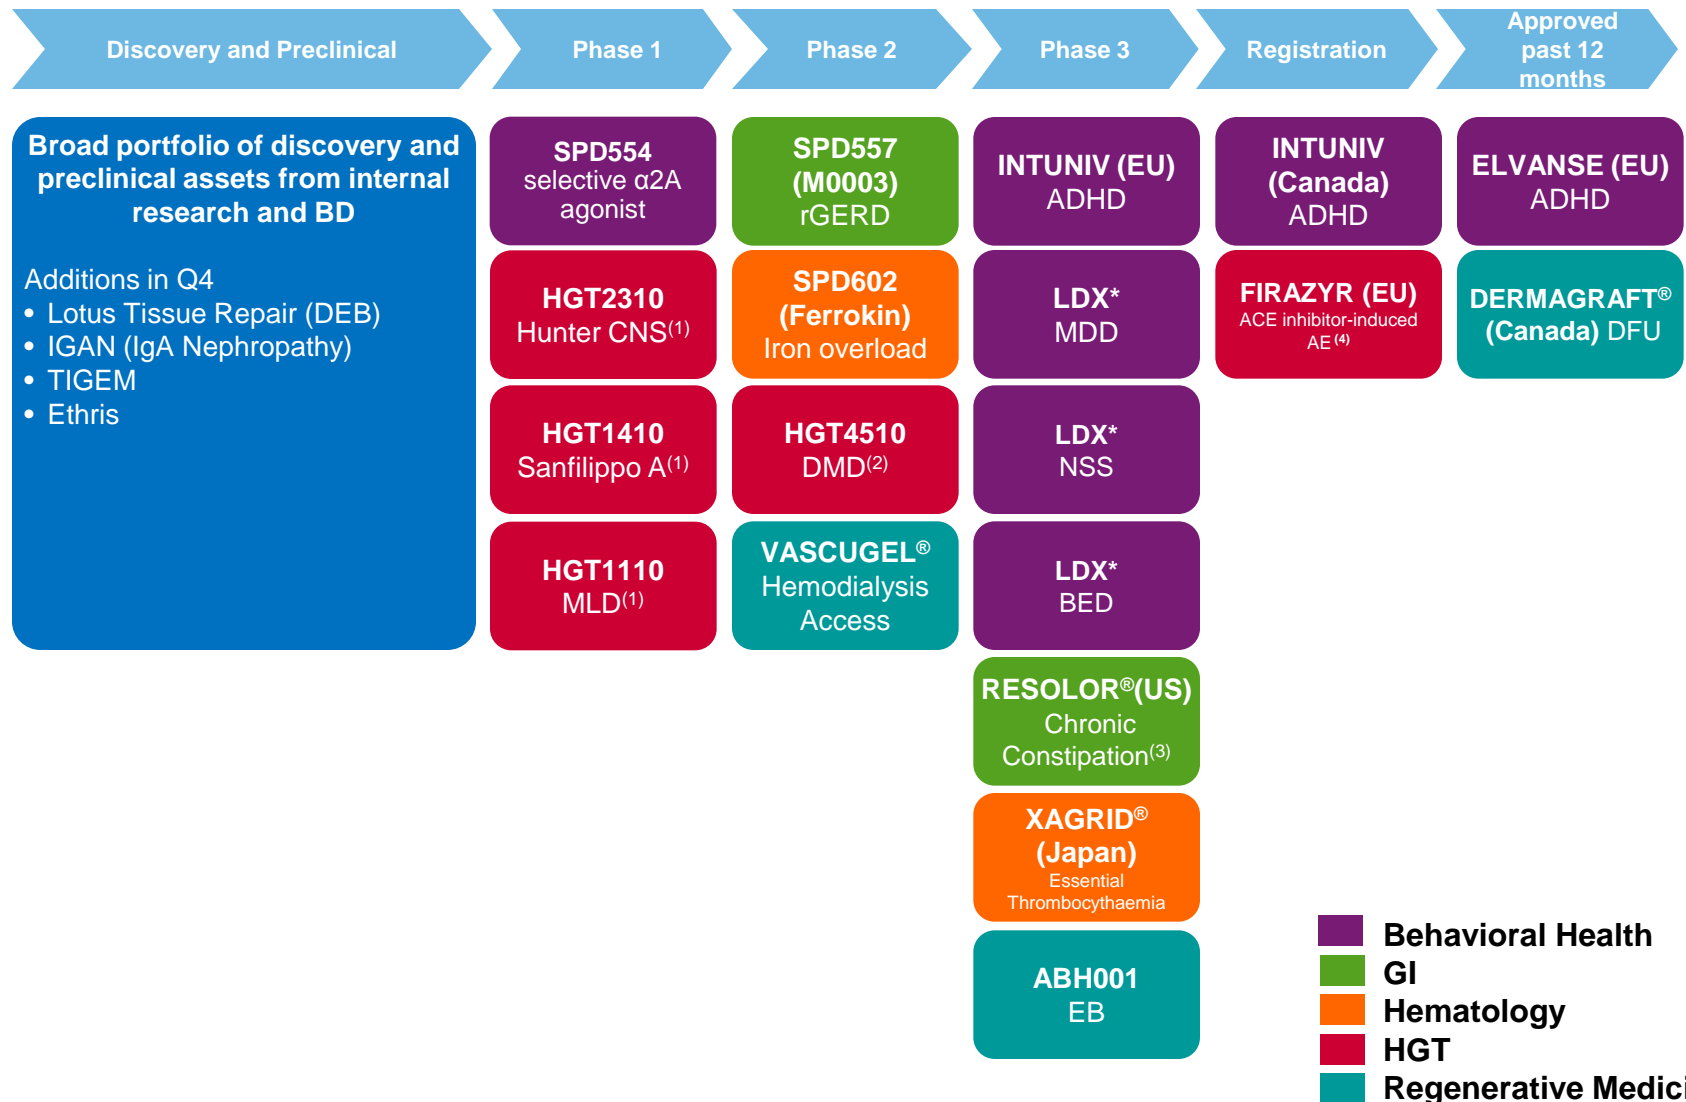 Discovery and Preclinical
Phase 1
Phase 2
Phase 3
Registration
Approved
past 12
months
Broad portfolio of discovery and
preclinical assets from internal
research and BD
Additions in Q4
• Lotus Tissue Repair (DEB)
• IGAN (IgA Nephropathy)
• TIGEM
• Ethris
SPD554
selective α2A
agonist
HGT2310
Hunter CNS(1)
HGT1410
Sanfilippo A(1)
HGT1110
MLD(1)
SPD557
(M0003)
rGERD
SPD602
(Ferrokin)
Iron overload
HGT4510
DMD(2)
VASCUGEL®
Hemodialysis
Access
INTUNIV (EU)
ADHD
LDX*
MDD
LDX*
NSS
LDX*
BED
RESOLOR®(US)
Chronic
Constipation(3)
XAGRID®
(Japan)
Essential
Thrombocythaemia
ABH001
EB
INTUNIV
(Canada)
ADHD
FIRAZYR (EU)
ACE inhibitor-induced
AE (4)
ELVANSE (EU)
ADHD
DERMAGRAFT®
(Canada) DFU
Behavioral Health
GI
Hematology
HGT
Regenerative Medici